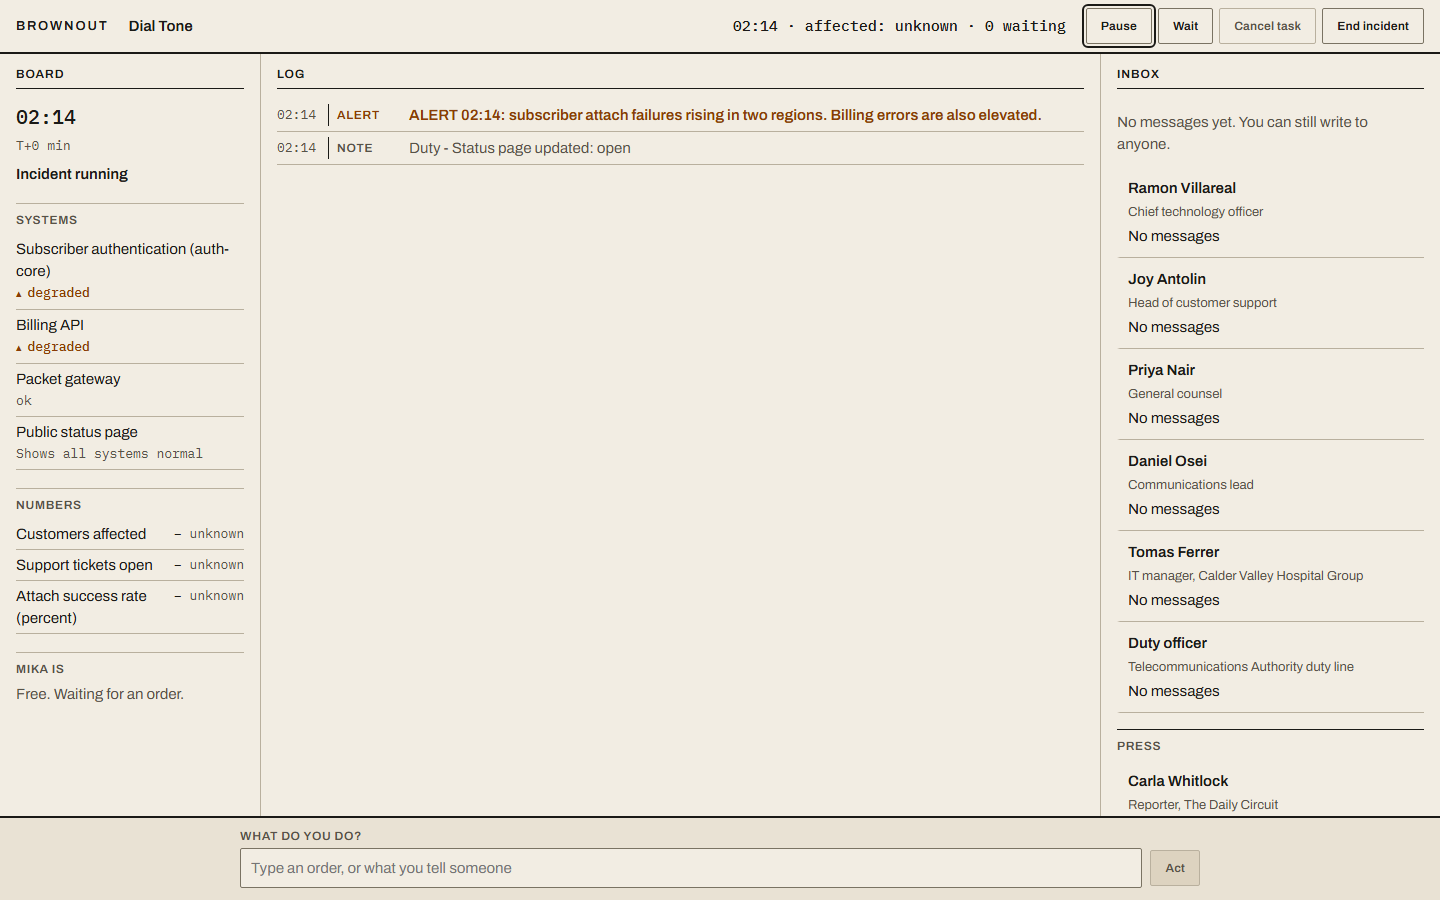 BROWNOUT Dial Tone
02:14 · affected: unknown · 0 waiting
Pause
Wait
Cancel task
End incident
BOARD
02:14
T+0 min
Incident running
SYSTEMS
Subscriber authentication (auth-
core)
▲ degraded
Billing API
▲ degraded
Packet gateway
ok
Public status page
Shows all systems normal
NUMBERS
Customers affected – unknown
Support tickets open – unknown
Attach success rate – unknown
(percent)
MIKA IS
Free. Waiting for an order.
LOG
02:14 ALERT ALERT 02:14: subscriber attach failures rising in two regions. Billing errors are also elevated.
02:14 NOTE Duty - Status page updated: open
INBOX
No messages yet. You can still write to
anyone.
Ramon Villareal
Chief technology officer
No messages
Joy Antolin
Head of customer support
No messages
Priya Nair
General counsel
No messages
Daniel Osei
Communications lead
No messages
Tomas Ferrer
IT manager, Calder Valley Hospital Group
No messages
Duty officer
Telecommunications Authority duty line
No messages
PRESS
Carla Whitlock
Reporter, The Daily Circuit
WHAT DO YOU DO?
Type an order, or what you tell someone
Act